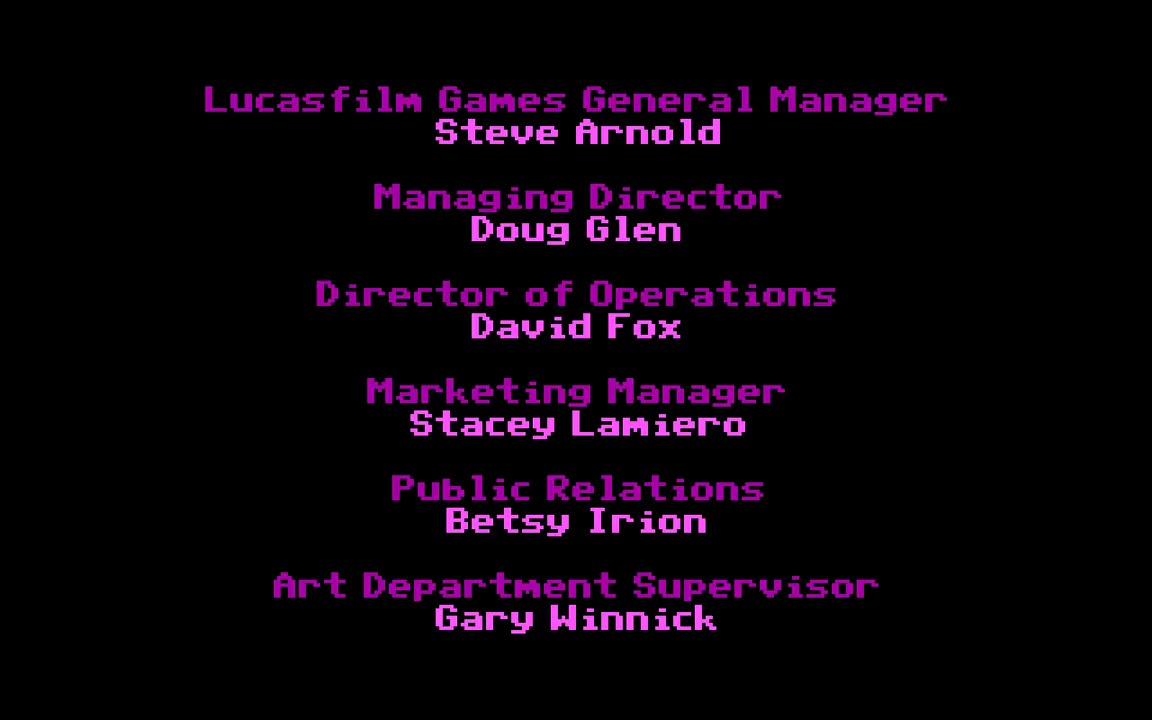 Lucasfilm Games General Manager
Steve Arnold
Managing Director
Doug Glen
Director of Operations
David Fox
Marketing Manager
Stacey Lamiero
Public Relations
Betsy Irion
Art Department Supervisor
Gary Winnick